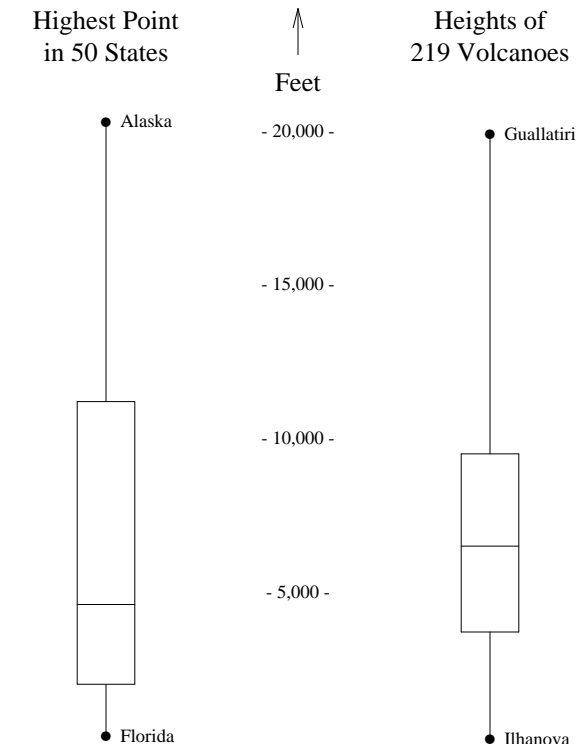 Highest Point
in 50 States
Feet
Heights of
219 Volcanoes
Alaska
- 20,000 -
Guallatiri
- 15,000 -
- 10,000 -
- 5,000 -
Florida
Ilhanova